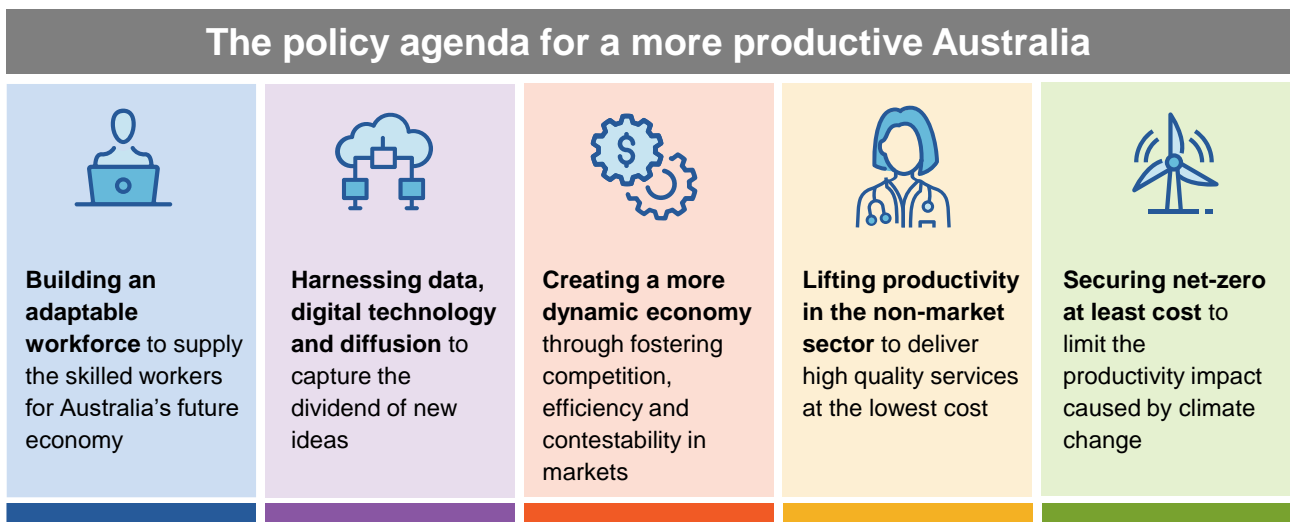 The policy agenda for a more productive Australia
Building an
adaptable
workforce to supply
the skilled workers
for Australia’s future
economy
Harnessing data,
digital technology
and diffusion to
capture the
dividend of new
ideas
Creating a more
dynamic economy
through fostering
competition,
efficiency and
contestability in
markets
Lifting productivity
in the non-market
sector to deliver
high quality services
at the lowest cost
Securing net-zero
at least cost to
limit the
productivity impact
caused by climate
change